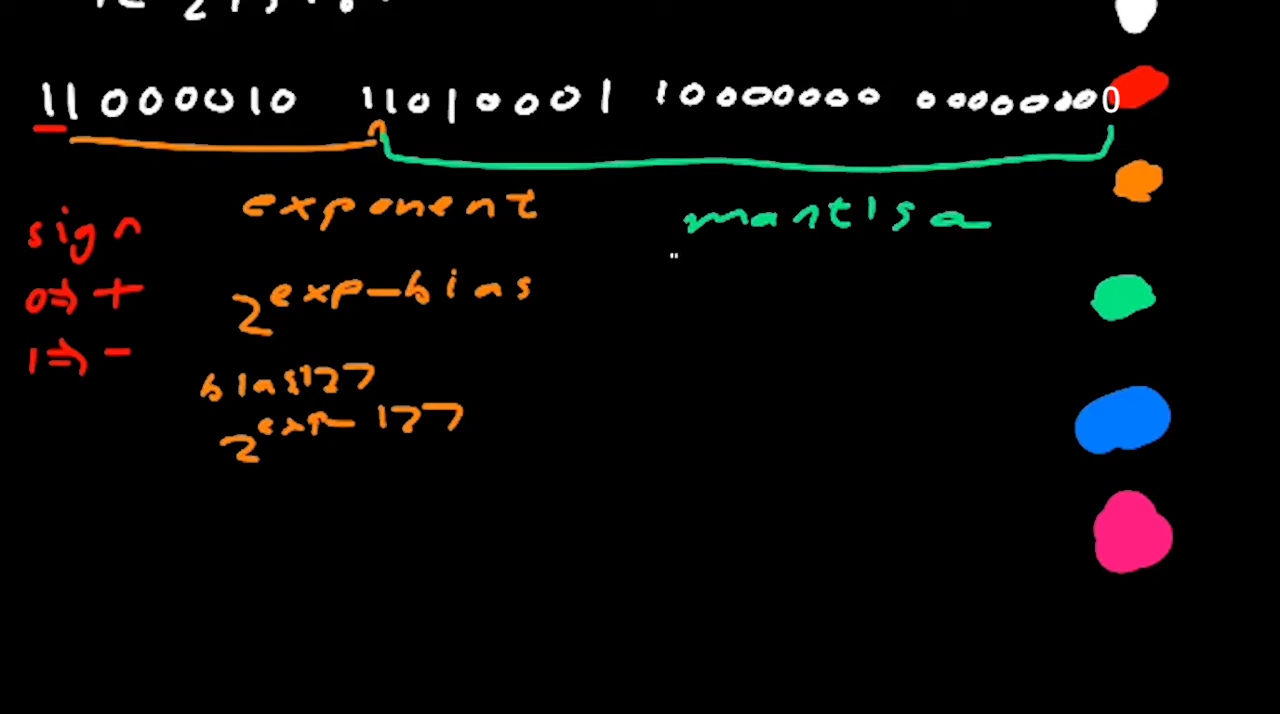 11000010 11010001 10000000 00000000
exponent
mantisa
sign
0⇒ +
2^exp-bias
1⇒ -
bias127
2^exp-127